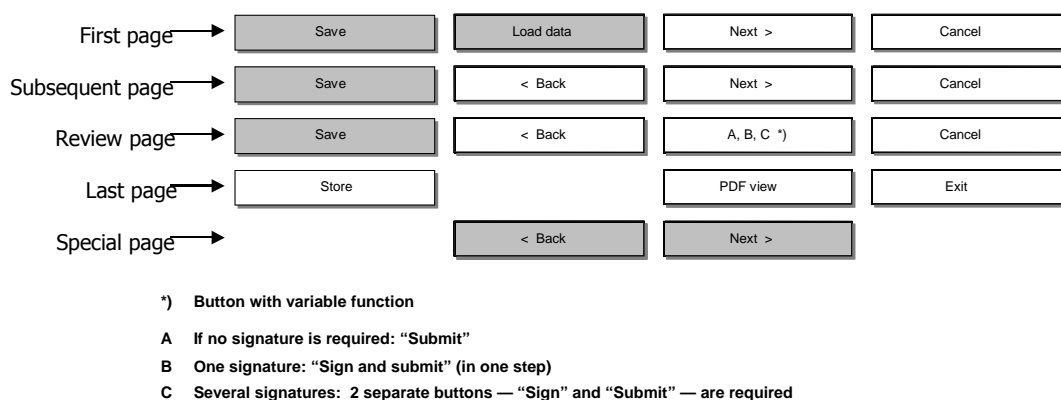 First page Save Load data Next > Cancel
Subsequent page Save < Back Next > Cancel
Review page Save < Back A, B, C *) Cancel
Last page Store PDF view Exit
Special page < Back Next >
*) Button with variable function
A If no signature is required: “Submit”
B One signature: “Sign and submit” (in one step)
C Several signatures: 2 separate buttons — “Sign” and “Submit” — are required